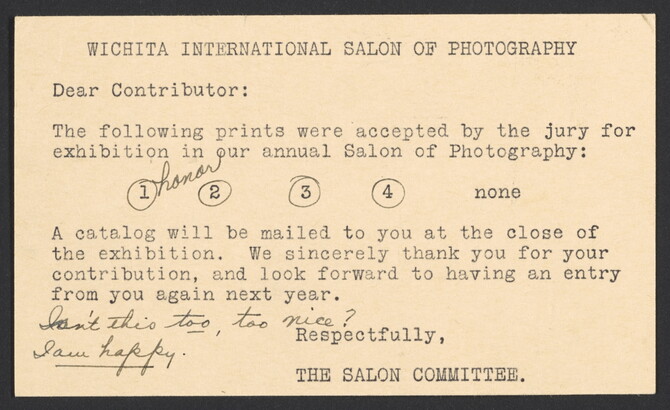 WICHITA INTERNATIONAL SALON OF PHOTOGRAPHY
Dear Contributor:
The following prints were accepted by the jury for
exhibition in our annual Salon of Photography:
honor
1 2 3 4 none
A catalog will be mailed to you at the close of
the exhibition. We sincerely thank you for your
contribution, and look forward to having an entry
from you again next year.
Isn't this too, too nice?
Respectfully,
I am happy.
THE SALON COMMITTEE.